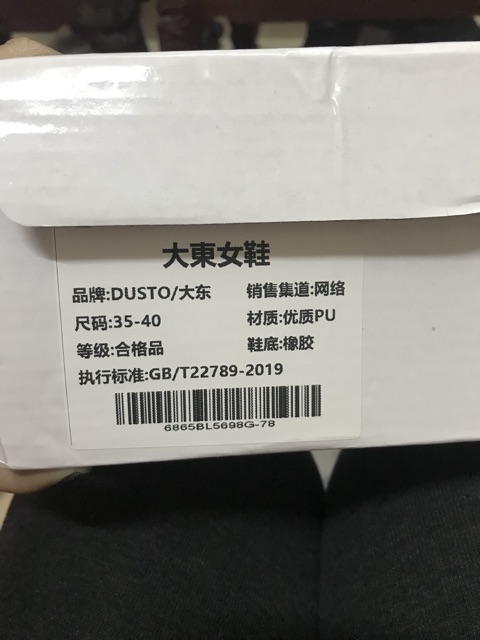 大東女鞋
品牌:DUSTO/大东 销售集道:网络
尺码:35-40 材质:优质PU
等级:合格品 鞋底:橡胶
执行标准:GB/T22789-2019
6865BL5698G-78